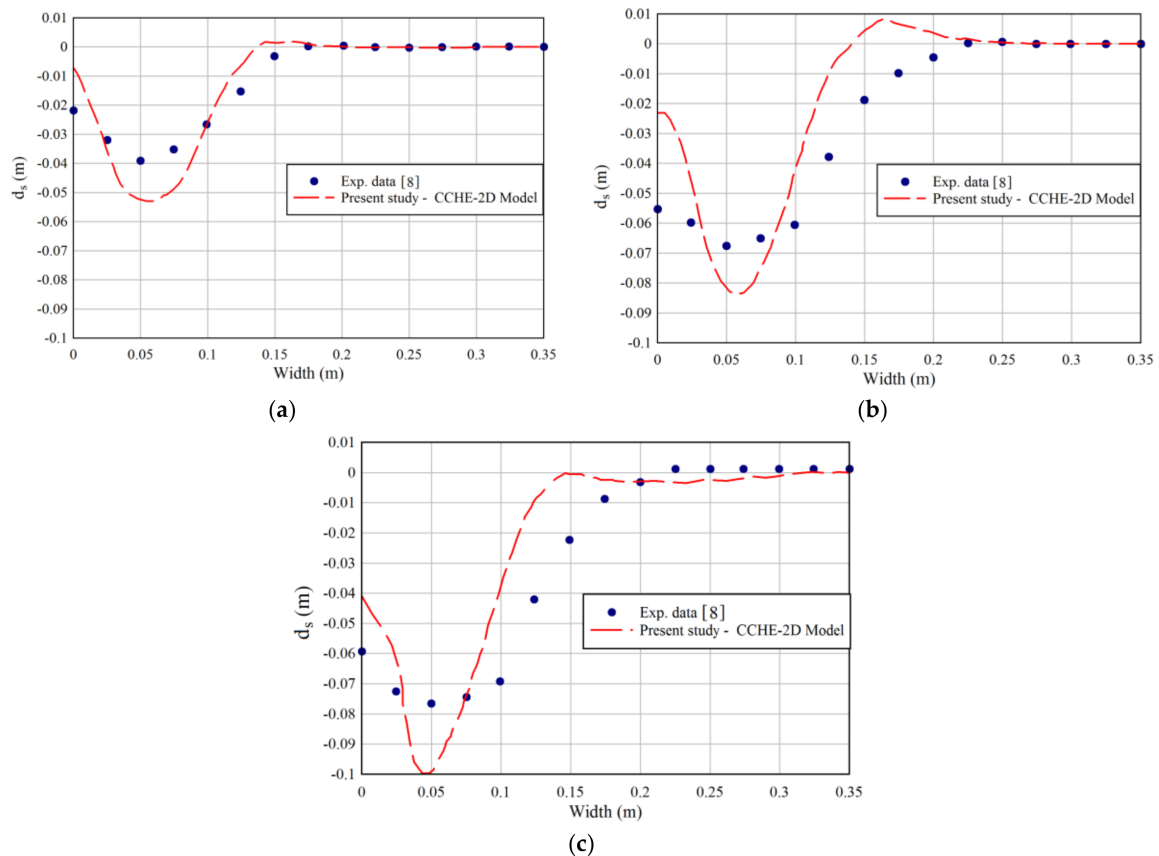 0.01
0
-0.01
-0.02
-0.03
-0.04
-0.05
-0.06
-0.07
-0.08
-0.09
-0.1
d_s (m)
Exp. data [8]
Present study - CCHE-2D Model
0 0.05 0.1 0.15 0.2 0.25 0.3 0.35
Width (m)
(a)
0.01
0
-0.01
-0.02
-0.03
-0.04
-0.05
-0.06
-0.07
-0.08
-0.09
-0.1
d_s (m)
Exp. data [8]
Present study - CCHE-2D Model
0 0.05 0.1 0.15 0.2 0.25 0.3 0.35
Width (m)
(b)
0.01
0
-0.01
-0.02
-0.03
-0.04
-0.05
-0.06
-0.07
-0.08
-0.09
-0.1
d_s (m)
Exp. data [8]
Present study - CCHE-2D Model
0 0.05 0.1 0.15 0.2 0.25 0.3 0.35
Width (m)
(c)